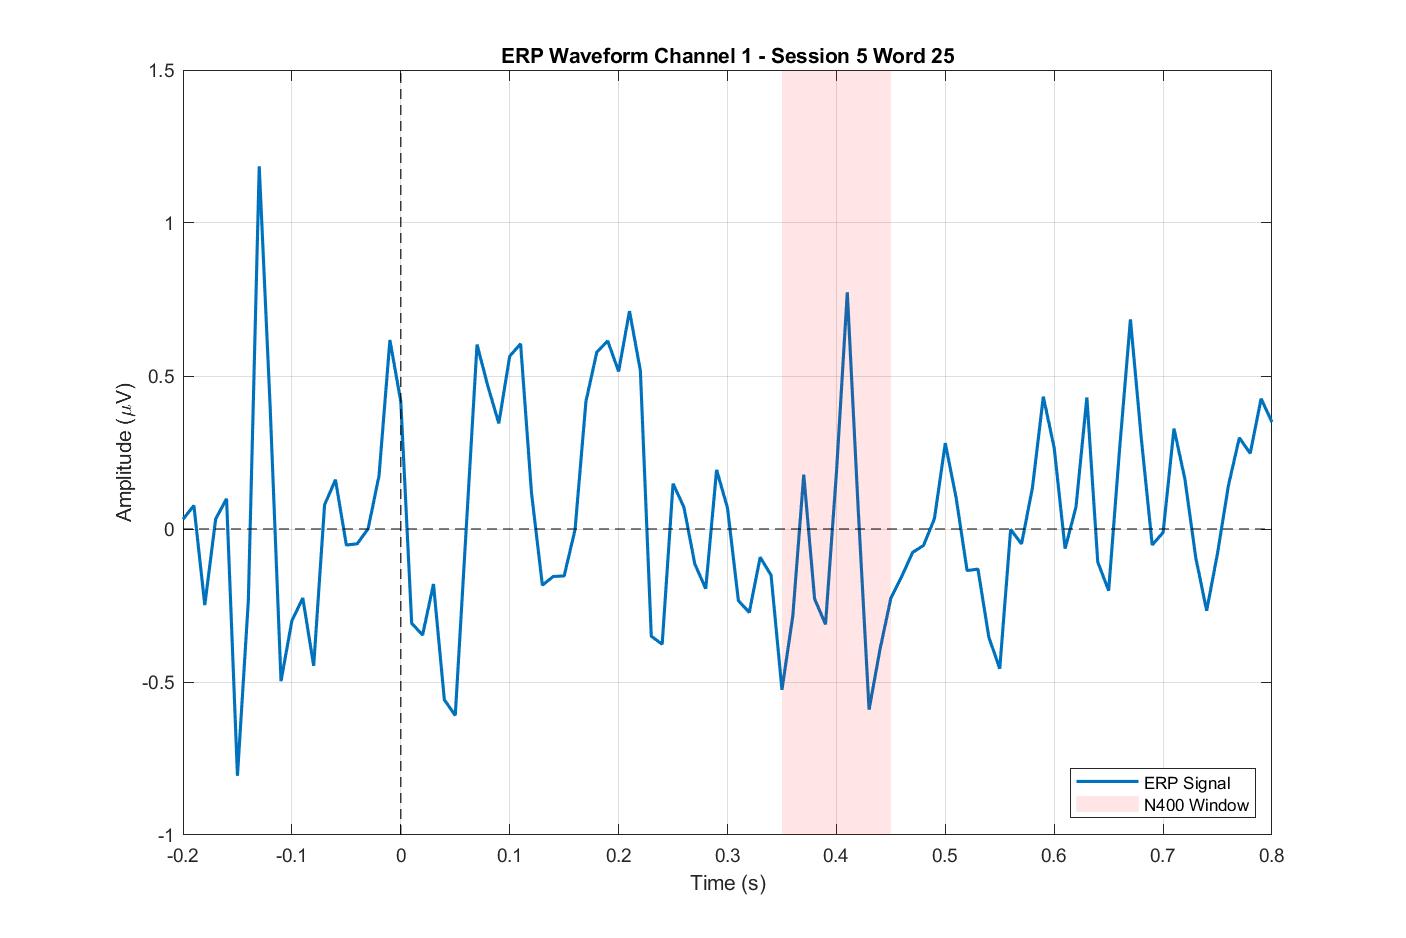 ERP Waveform Channel 1 - Session 5 Word 25
1.5
1
0.5
0
-0.5
-1
Amplitude (μV)
-0.2 -0.1 0 0.1 0.2 0.3 0.4 0.5 0.6 0.7 0.8
Time (s)
ERP Signal
N400 Window